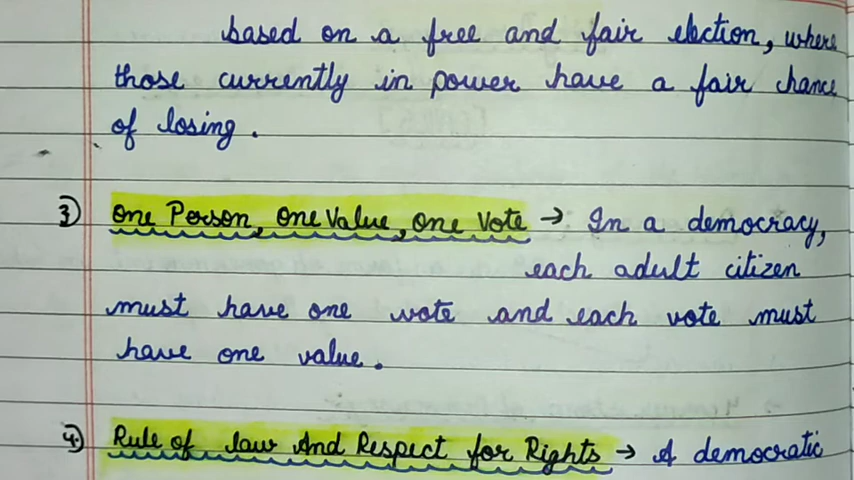 based on a free and fair election, where
those currently in power have a fair chance
of losing.
3) One Person, One Value, One Vote → In a democracy,
each adult citizen
must have one vote and each vote must
have one value.
4) Rule of law And Respect for Rights → A democratic